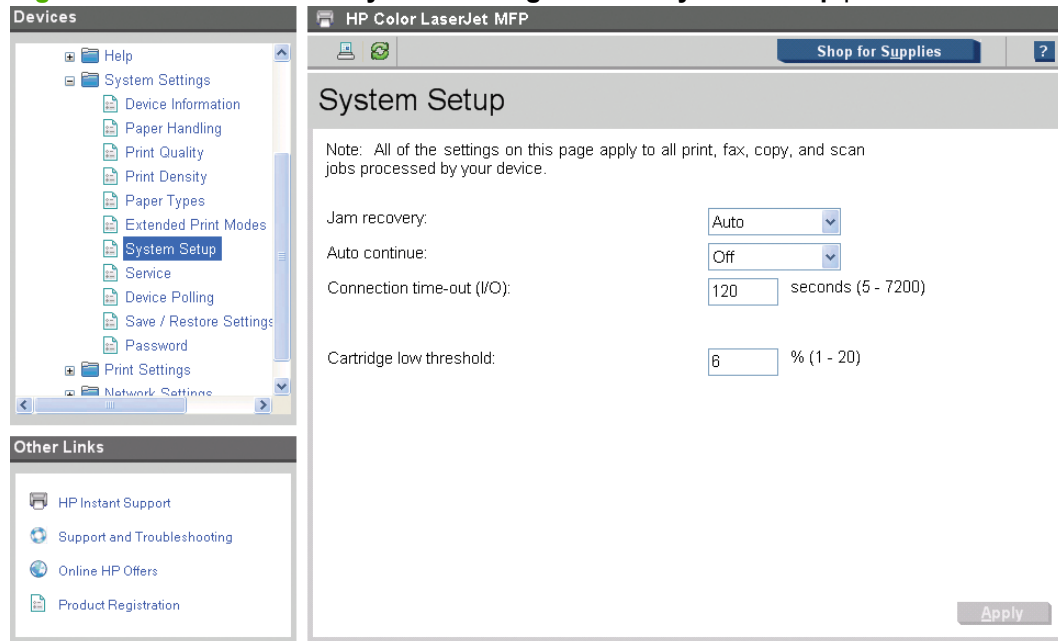 Devices
Help
System Settings
Device Information
Paper Handling
Print Quality
Print Density
Paper Types
Extended Print Modes
System Setup
Service
Device Polling
Save / Restore Settings
Password
Print Settings
Network Settings
Other Links
HP Instant Support
Support and Troubleshooting
Online HP Offers
Product Registration
HP Color LaserJet MFP
Shop for Supplies
?
System Setup
Note: All of the settings on this page apply to all print, fax, copy, and scan
jobs processed by your device.
Jam recovery: Auto
Auto continue: Off
Connection time-out (I/O): 120 seconds (5 - 7200)
Cartridge low threshold: 6 % (1 - 20)
Apply